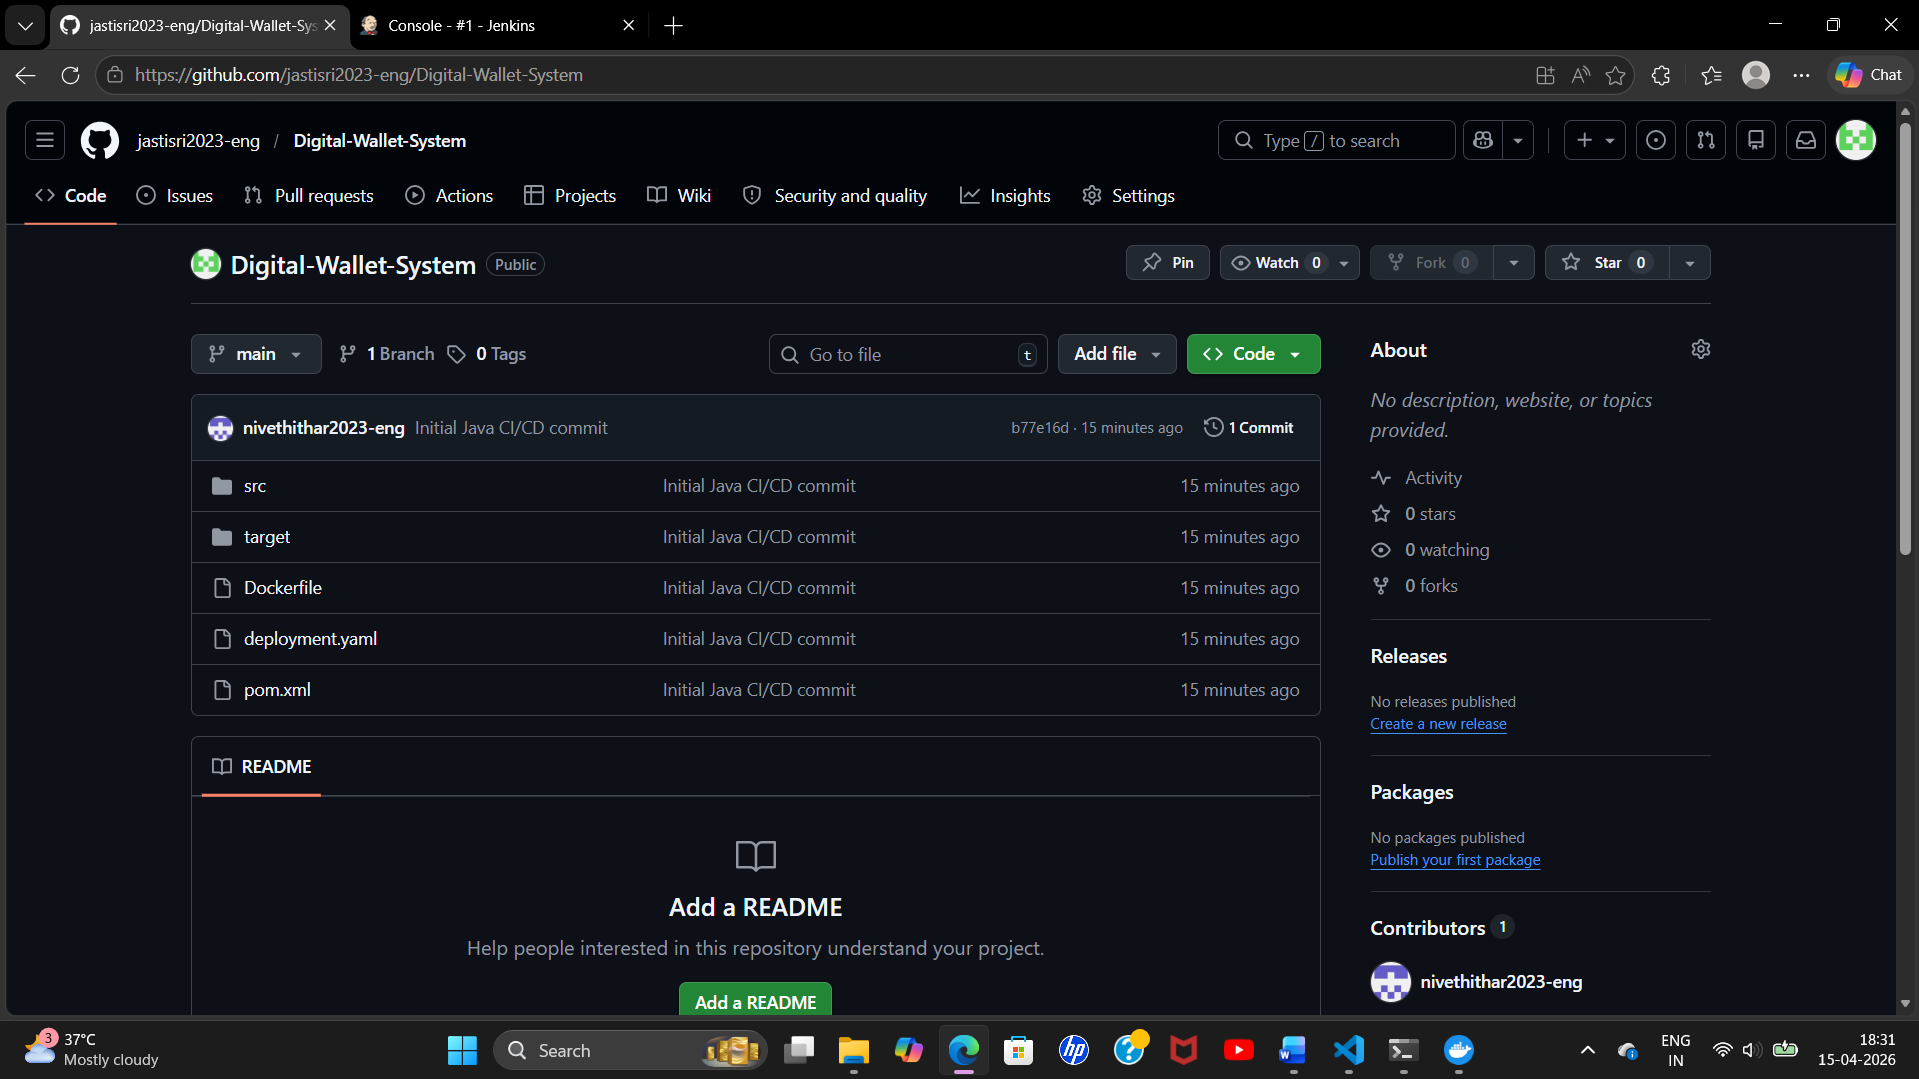 jastisri2023-eng/Digital-Wallet-Sys
Console - #1 - Jenkins
https://github.com/jastisri2023-eng/Digital-Wallet-System
Chat
jastisri2023-eng / Digital-Wallet-System
Type / to search
Code
Issues
Pull requests
Actions
Projects
Wiki
Security and quality
Insights
Settings
Digital-Wallet-System Public
Pin
Watch 0
Fork 0
Star 0
main
1 Branch
0 Tags
Go to file t
Add file
Code
nivethithar2023-eng Initial Java CI/CD commit b77e16d · 15 minutes ago 1 Commit
src Initial Java CI/CD commit 15 minutes ago
target Initial Java CI/CD commit 15 minutes ago
Dockerfile Initial Java CI/CD commit 15 minutes ago
deployment.yaml Initial Java CI/CD commit 15 minutes ago
pom.xml Initial Java CI/CD commit 15 minutes ago
README
Add a README
Help people interested in this repository understand your project.
Add a README
About
No description, website, or topics
provided.
Activity
0 stars
0 watching
0 forks
Releases
No releases published
Create a new release
Packages
No packages published
Publish your first package
Contributors 1
nivethithar2023-eng
3
37°C
Mostly cloudy
Search
hp
ENG
IN
18:31
15-04-2026